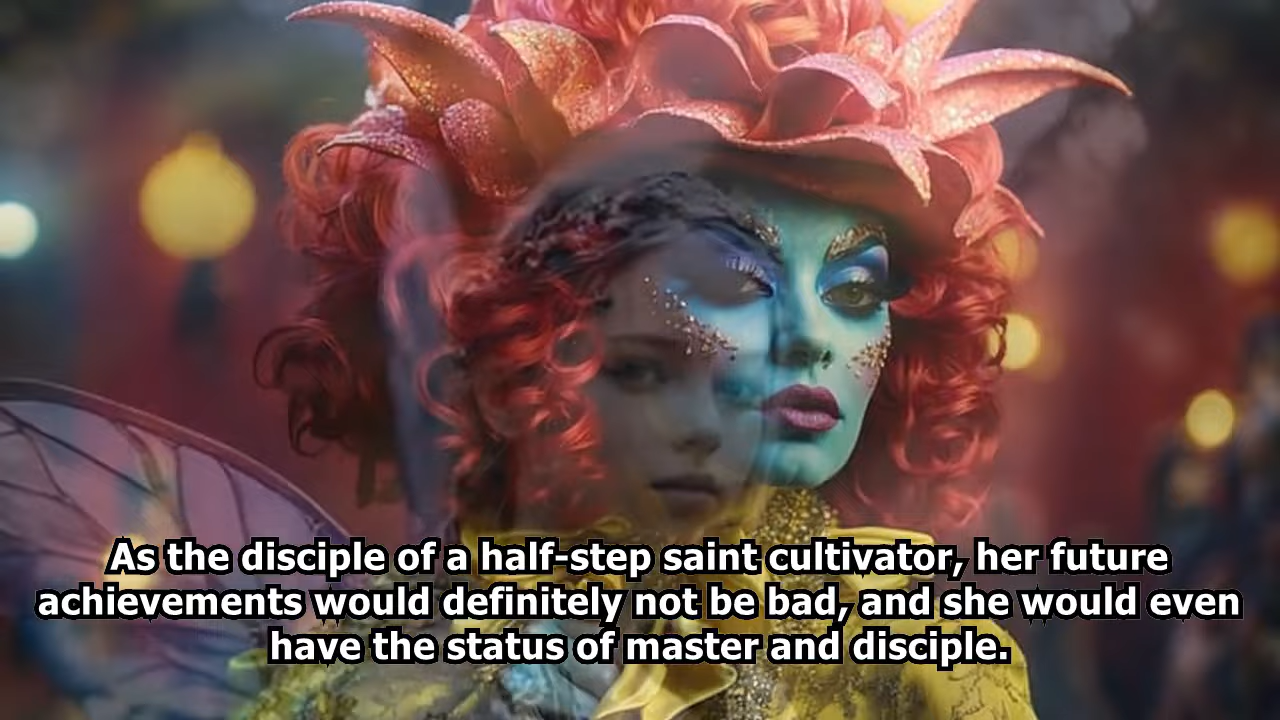 As the disciple of a half-step saint cultivator, her future
achievements would definitely not be bad, and she would even
have the status of master and disciple.